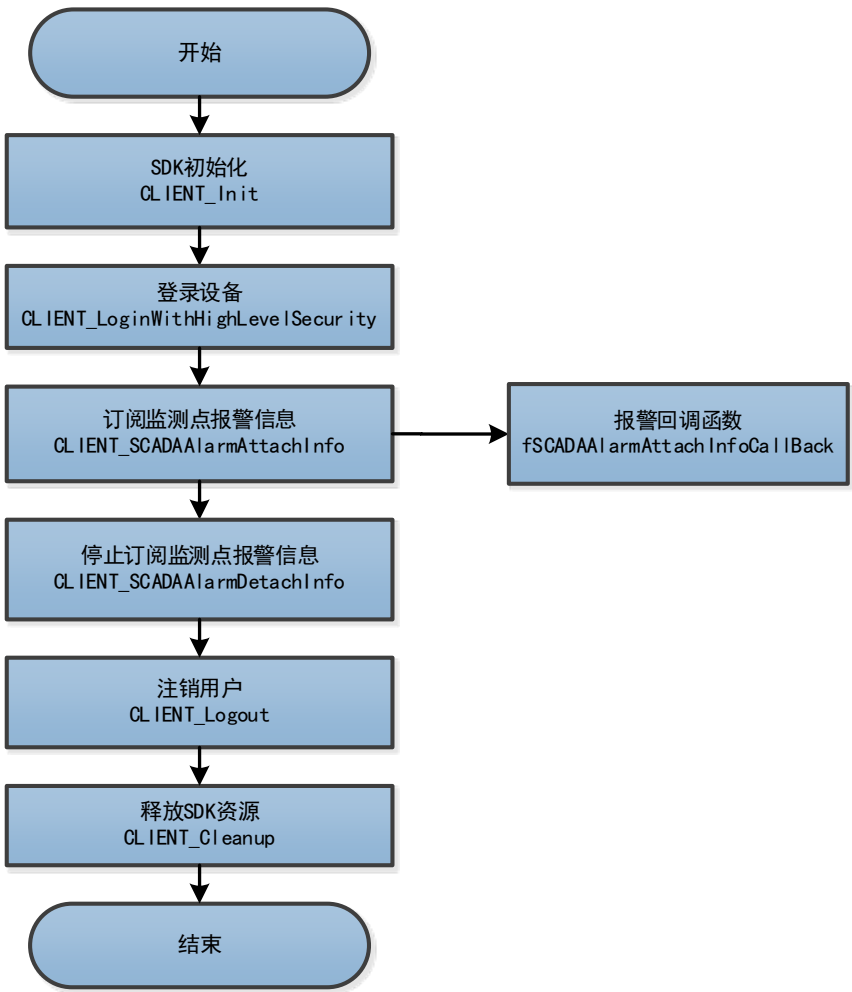 开始
SDK初始化
CLIENT_Init
登录设备
CLIENT_LoginWithHighLevelSecurity
订阅监测点报警信息
CLIENT_SCADAAlarmAttachInfo
报警回调函数
fSCADAAlarmAttachInfoCallBack
停止订阅监测点报警信息
CLIENT_SCADAAlarmDetachInfo
注销用户
CLIENT_Logout
释放SDK资源
CLIENT_Cleanup
结束